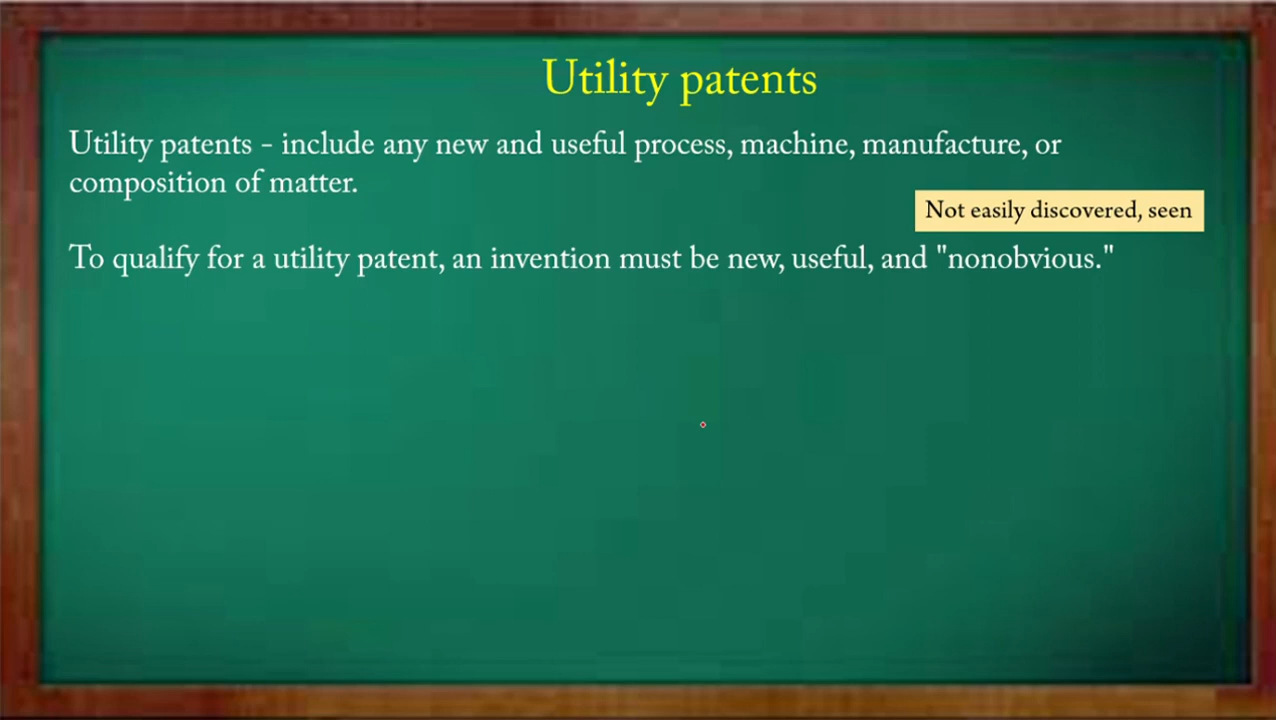 Utility patents
Utility patents - include any new and useful process, machine, manufacture, or
composition of matter.
Not easily discovered, seen
To qualify for a utility patent, an invention must be new, useful, and "nonobvious."